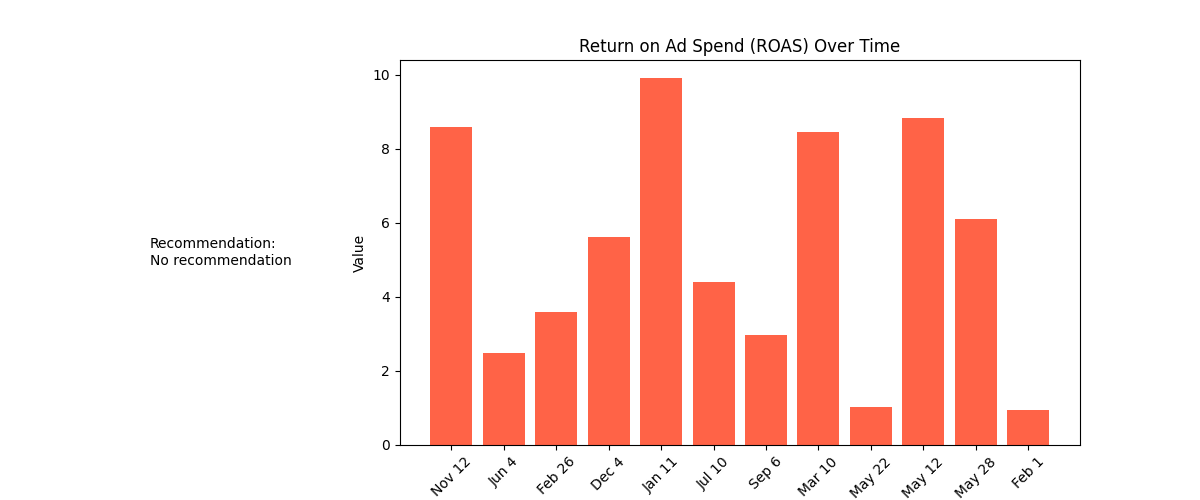 Return on Ad Spend (ROAS) Over Time
Recommendation:
No recommendation
Value
10
8
6
4
2
0
Nov 12
Jun 4
Feb 26
Dec 4
Jan 11
Jul 10
Sep 6
Mar 10
May 22
May 12
May 28
Feb 1